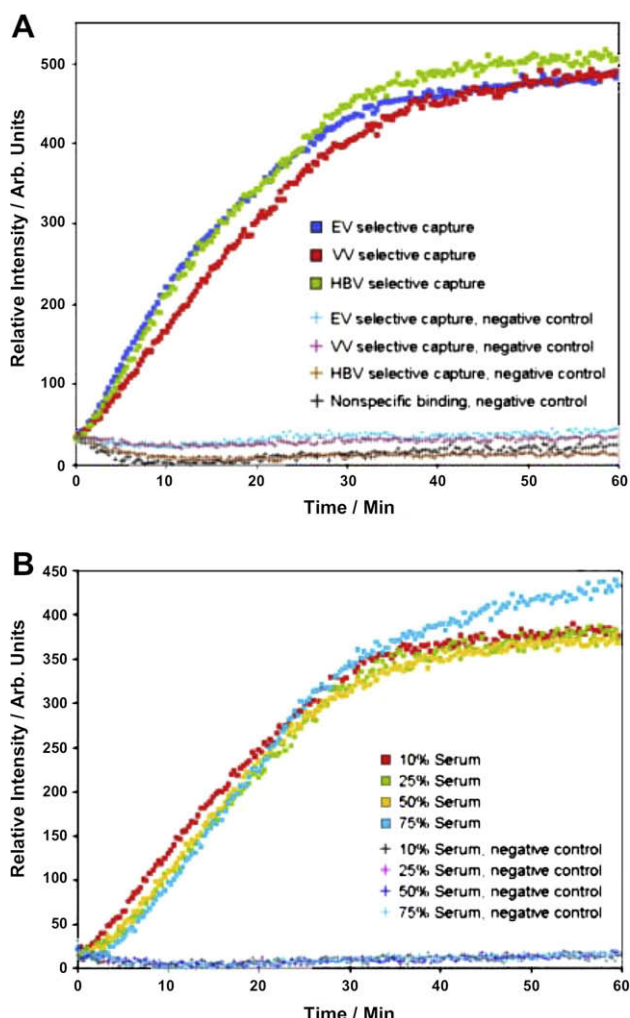 A
Relative Intensity / Arb. Units
500
400
300
200
100
0
EV selective capture
VV selective capture
HBV selective capture
EV selective capture, negative control
VV selective capture, negative control
HBV selective capture, negative control
Nonspecific binding, negative control
0 10 20 30 40 50 60
Time / Min
B
Relative Intensity / Arb. Units
450
400
350
300
250
200
150
100
50
0
10% Serum
25% Serum
50% Serum
75% Serum
10% Serum, negative control
25% Serum, negative control
50% Serum, negative control
75% Serum, negative control
0 10 20 30 40 50 60
Time / Min